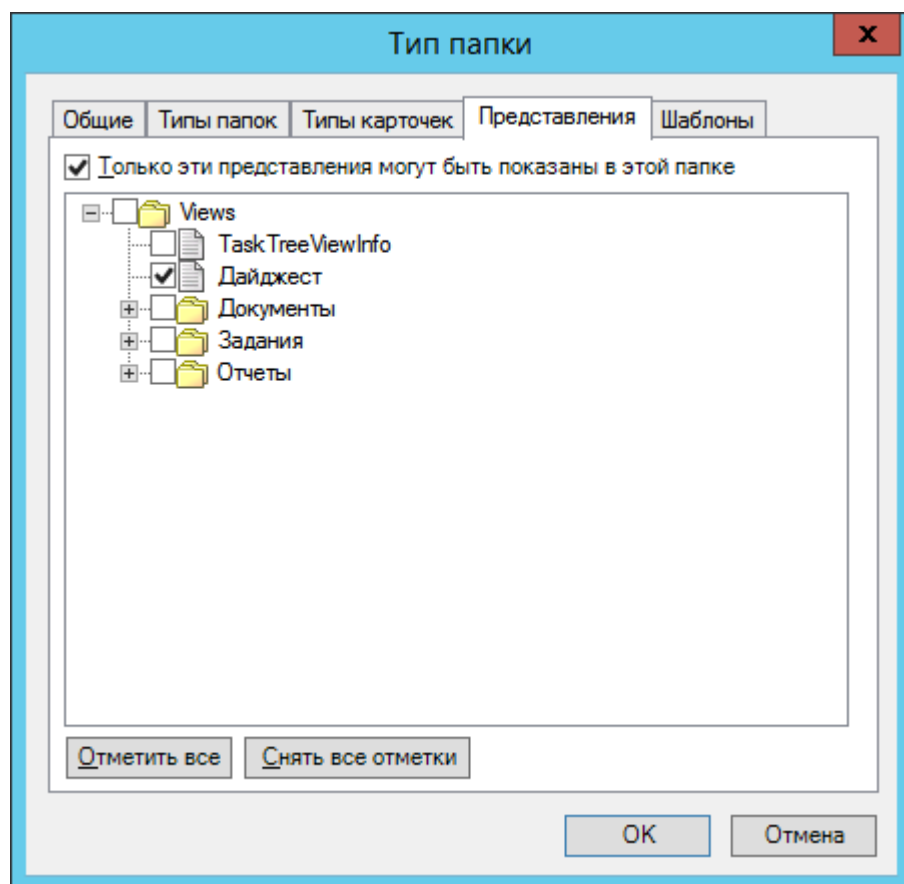 Тип папки
x
Общие Типы папок Типы карточек Представления Шаблоны
Только эти представления могут быть показаны в этой папке
Views
TaskTreeViewInfo
Дайджест
Документы
Задания
Отчеты
Отметить все Снять все отметки
OK Отмена